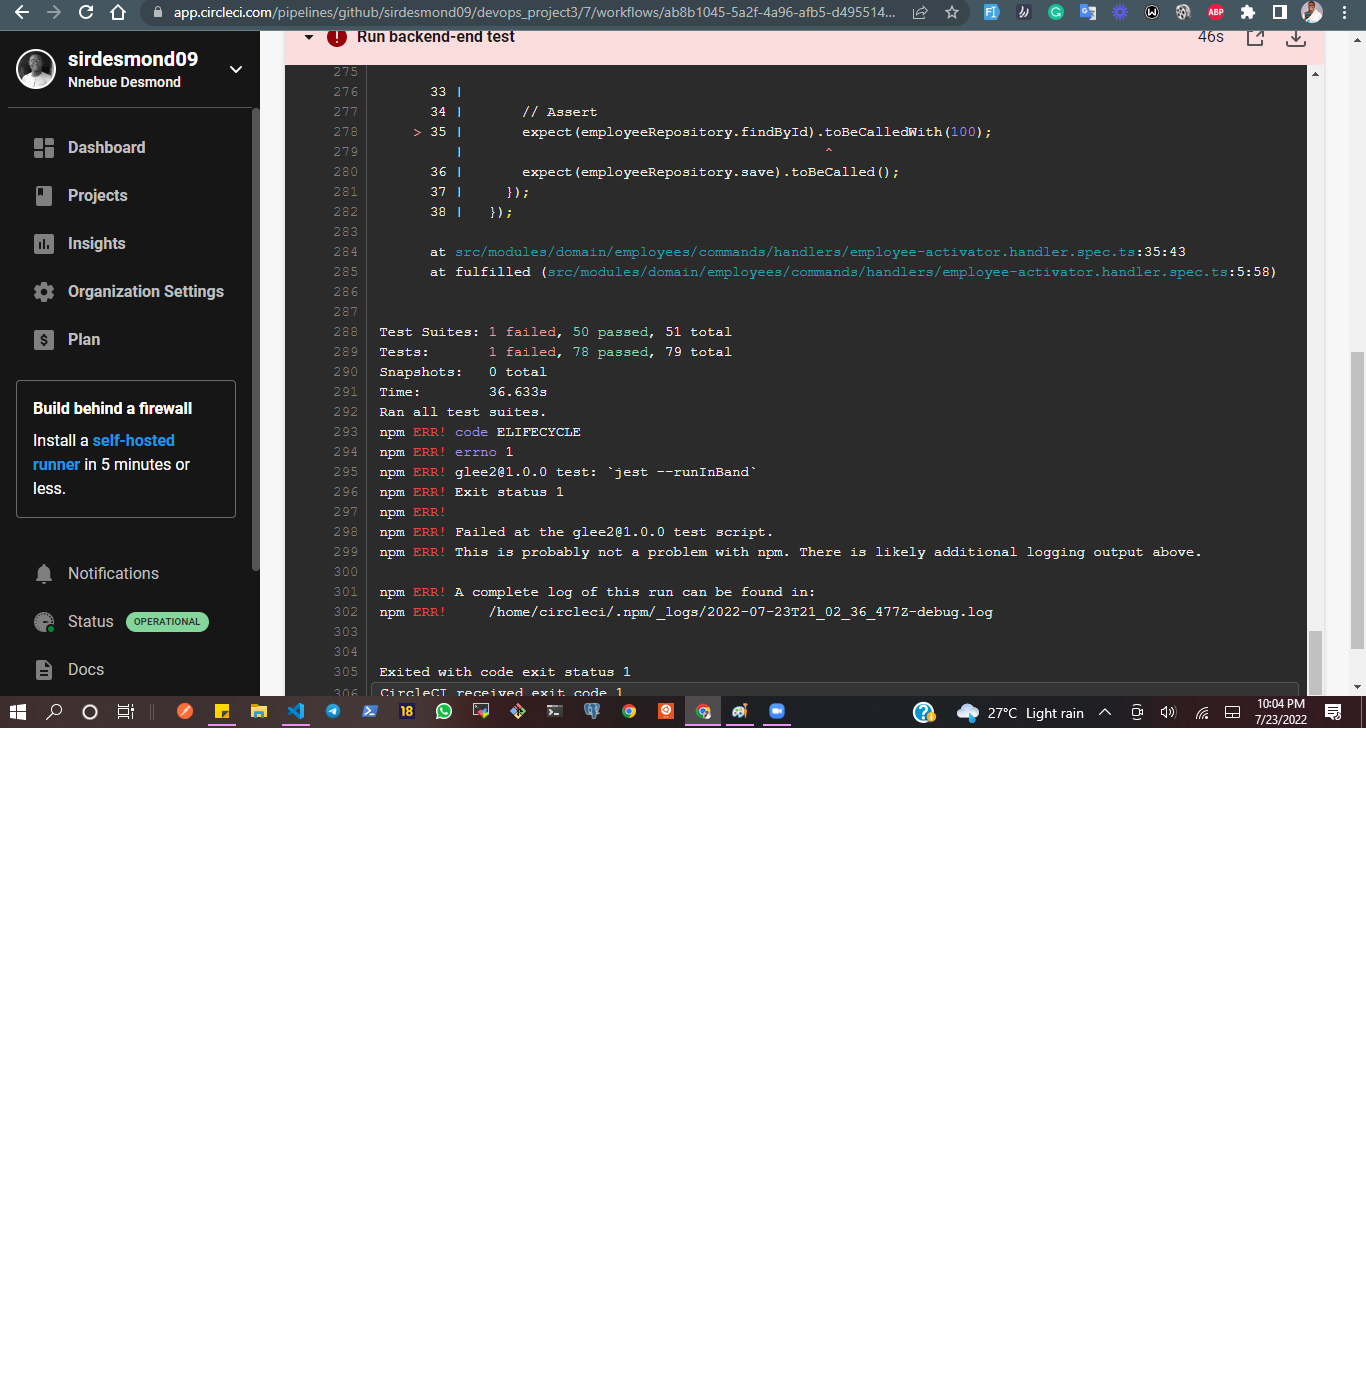 app.circleci.com/pipelines/github/sirdesmond09/devops_project3/7/workflows/ab8b1045-5a2f-4a96-afb5-d495514...
ABP
sirdesmond09
Nnebue Desmond
Dashboard
Projects
Insights
Organization Settings
Plan
Build behind a firewall
Install a self-hosted
runner in 5 minutes or
less.
Notifications
Status OPERATIONAL
Docs
Run backend-end test 46s
275
276 33 |
277 34 | // Assert
278 > 35 | expect(employeeRepository.findById).toBeCalledWith(100);
279 | ^
280 36 | expect(employeeRepository.save).toBeCalled();
281 37 | });
282 38 | });
283
284 at src/modules/domain/employees/commands/handlers/employee-activator.handler.spec.ts:35:43
285 at fulfilled (src/modules/domain/employees/commands/handlers/employee-activator.handler.spec.ts:5:58)
286
287
288 Test Suites: 1 failed, 50 passed, 51 total
289 Tests: 1 failed, 78 passed, 79 total
290 Snapshots: 0 total
291 Time: 36.633s
292 Ran all test suites.
293 npm ERR! code ELIFECYCLE
294 npm ERR! errno 1
295 npm ERR! glee2@1.0.0 test: `jest --runInBand`
296 npm ERR! Exit status 1
297 npm ERR!
298 npm ERR! Failed at the glee2@1.0.0 test script.
299 npm ERR! This is probably not a problem with npm. There is likely additional logging output above.
300
301 npm ERR! A complete log of this run can be found in:
302 npm ERR! /home/circleci/.npm/_logs/2022-07-23T21_02_36_477Z-debug.log
303
304
305 Exited with code exit status 1
306 CircleCI received exit code 1
18
27°C Light rain
10:04 PM
7/23/2022